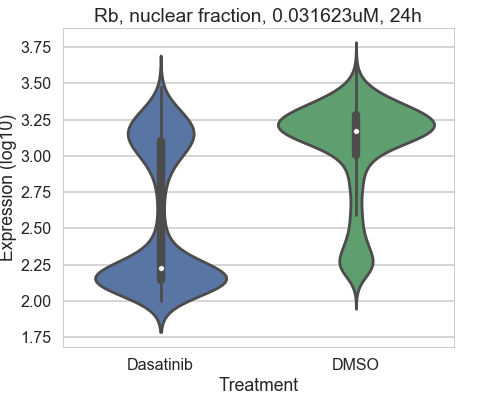 Rb, nuclear fraction, 0.031623uM, 24h
3.75
3.50
3.25
3.00
2.75
2.50
2.25
2.00
1.75
Expression (log10)
Dasatinib
DMSO
Treatment